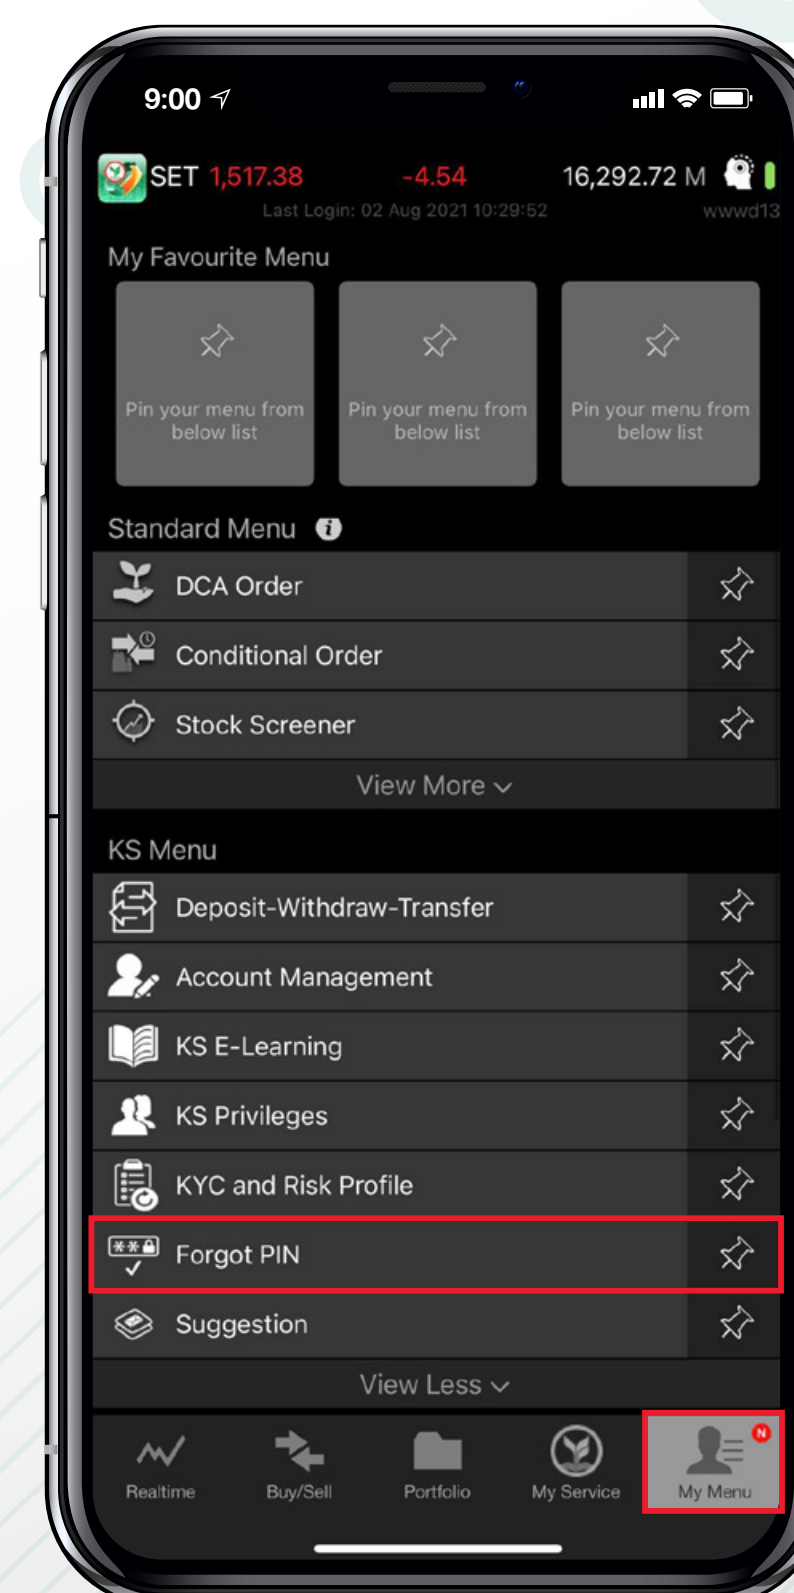 9:00
SET 1,517.38 -4.54 16,292.72 M
Last Login: 02 Aug 2021 10:29:52 wwwd13
My Favourite Menu
Pin your menu from
below list
Pin your menu from
below list
Pin your menu from
below list
Standard Menu i
DCA Order
Conditional Order
Stock Screener
View More
KS Menu
Deposit-Withdraw-Transfer
Account Management
KS E-Learning
KS Privileges
KYC and Risk Profile
Forgot PIN
Suggestion
View Less
N
Realtime Buy/Sell Portfolio My Service My Menu